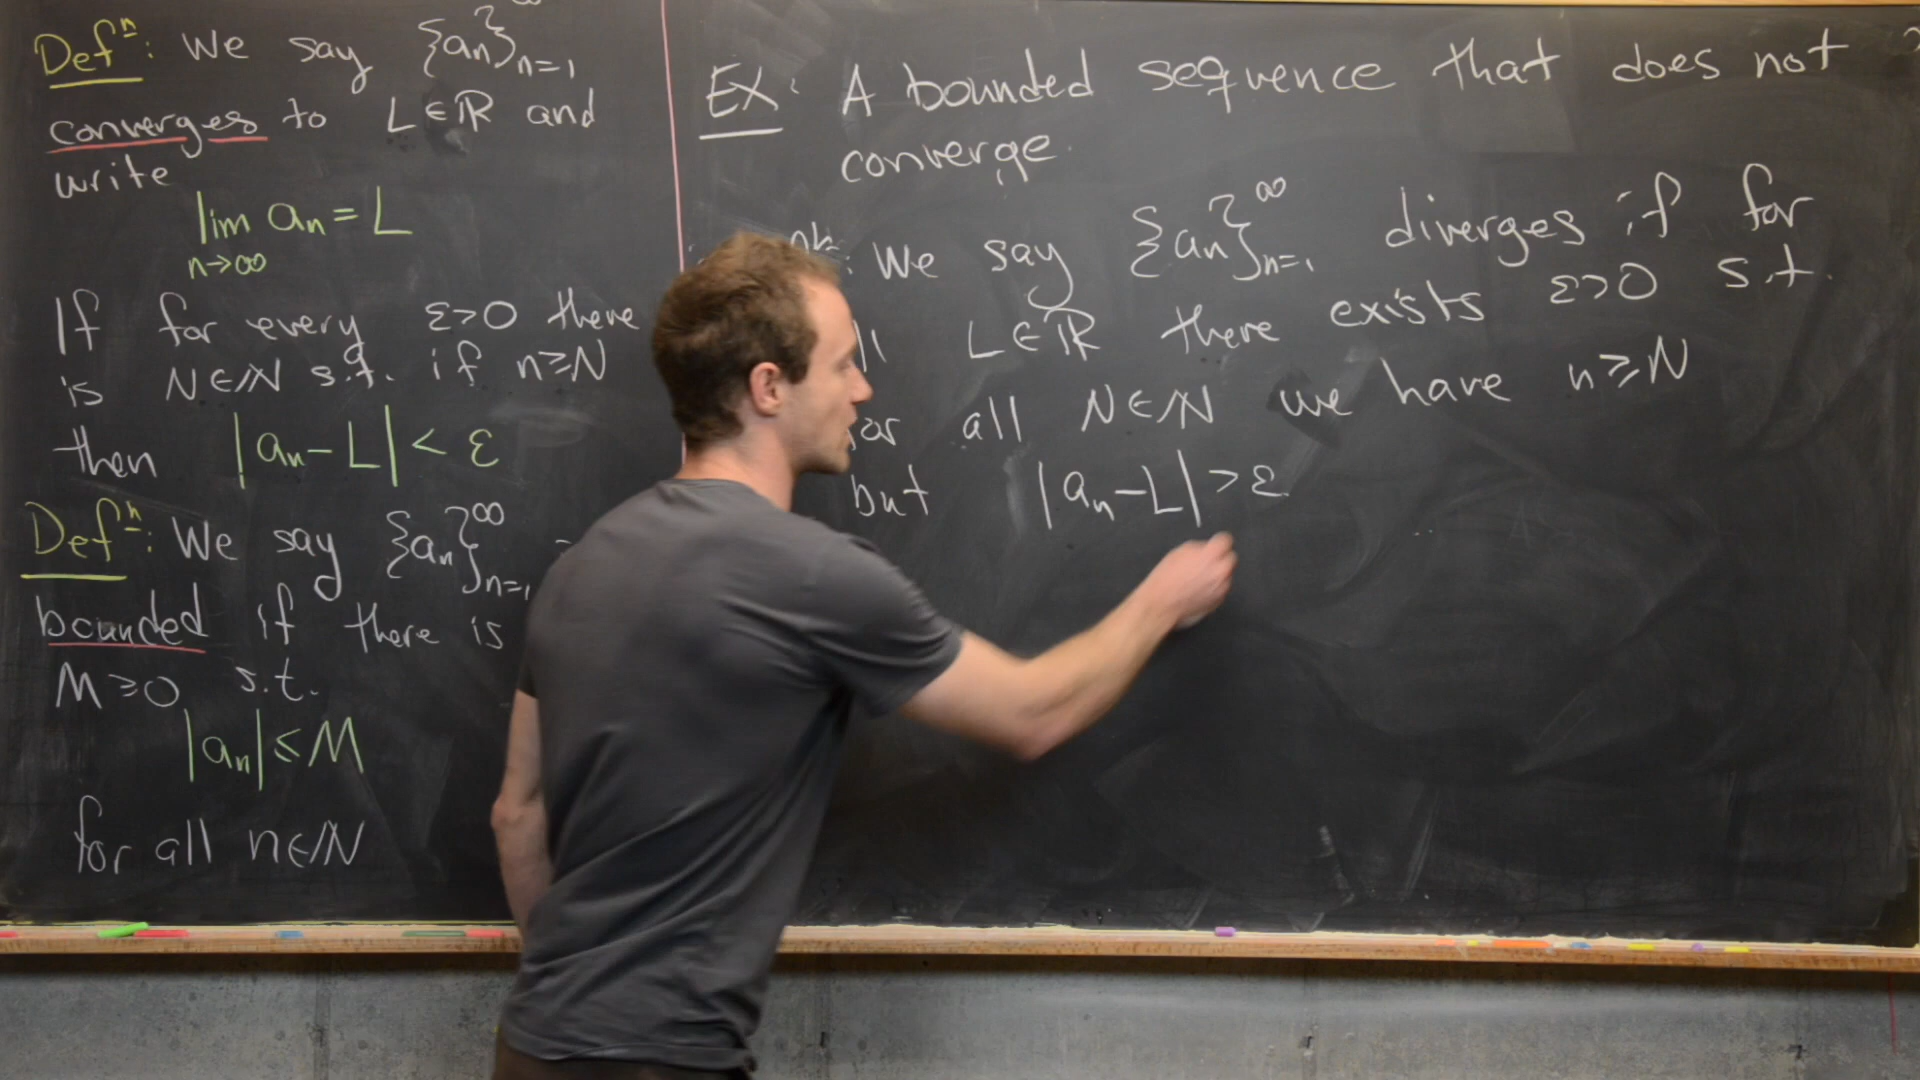 Defⁿ: We say {aₙ}ₙ₌₁^∞
converges to L∈ℝ and
write
lim aₙ = L
n→∞
If for every ε>0 there
is N∈ℕ s.t. if n≥N
then |aₙ-L| < ε
Defⁿ: We say {aₙ}ₙ₌₁^∞
bounded if there is
M≥0 s.t.
|aₙ| ≤ M
for all n∈ℕ
EX: A bounded sequence that does not
converge.
: We say {aₙ}ₙ₌₁^∞ diverges if for
L∈ℝ there exists ε>0 s.t.
all N∈ℕ we have n≥N
but |aₙ-L| > ε